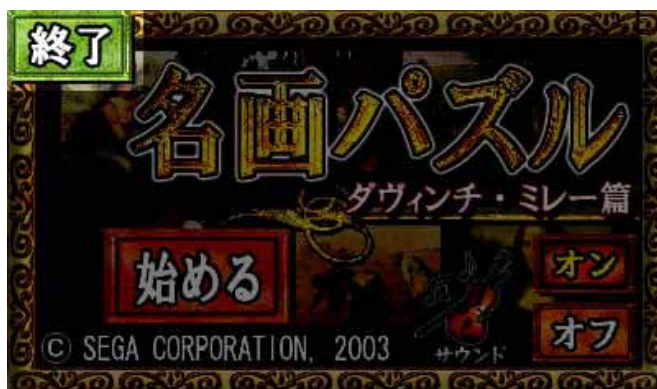 終了
名画パズル
ダヴィンチ・ミレー篇
始める
オン
オフ
サウンド
© SEGA CORPORATION, 2003